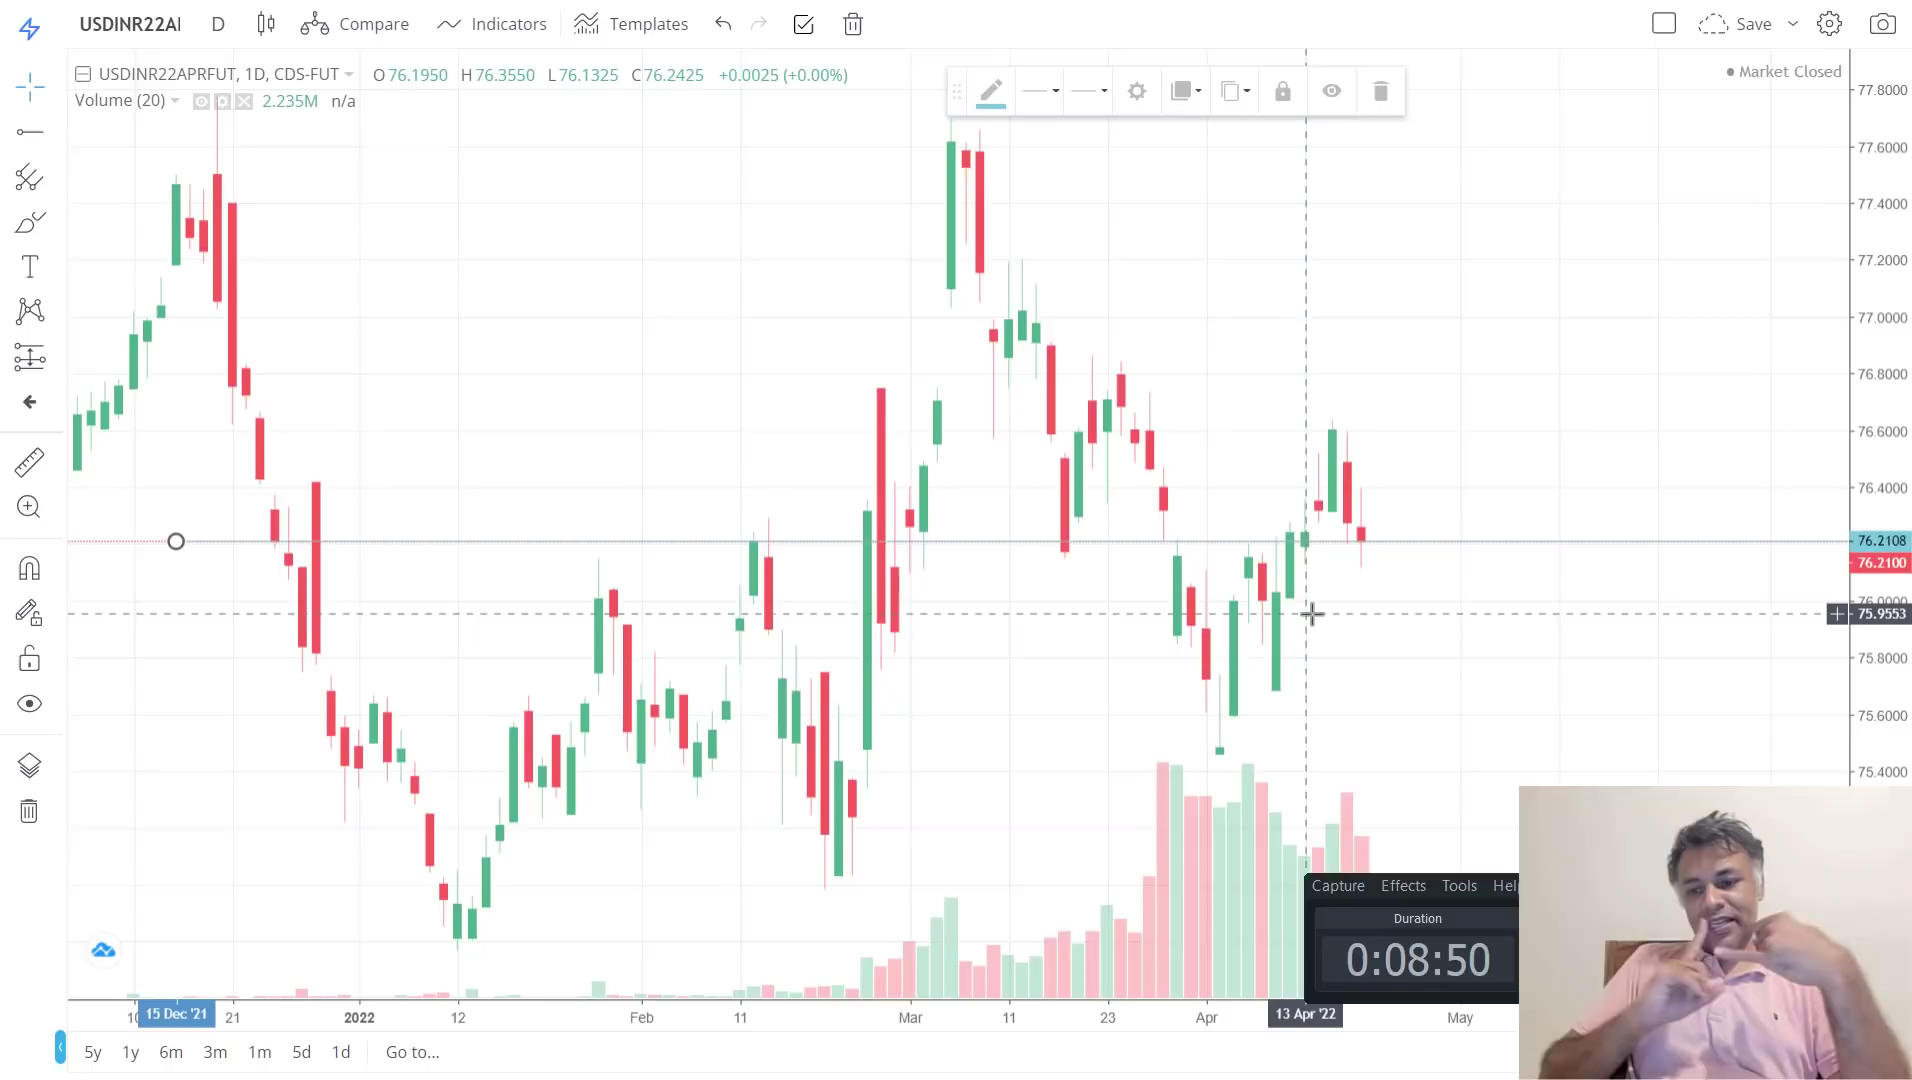 USDINR22AI D Compare Indicators Templates Save
USDINR22APRFUT, 1D, CDS-FUT O 76.1950 H 76.3550 L 76.1325 C 76.2425 +0.0025 (+0.00%)
Market Closed
Volume (20) 2.235M n/a
77.8000
77.6000
77.4000
77.2000
77.0000
76.8000
76.6000
76.4000
76.2108
76.2100
76.0000
75.9553
75.8000
75.6000
75.4000
Capture Effects Tools Help
Duration
0:08:50
10 15 Dec '21 21 2022 12 Feb 11 Mar 11 23 Apr 13 Apr '22 May
5y 1y 6m 3m 1m 5d 1d Go to...